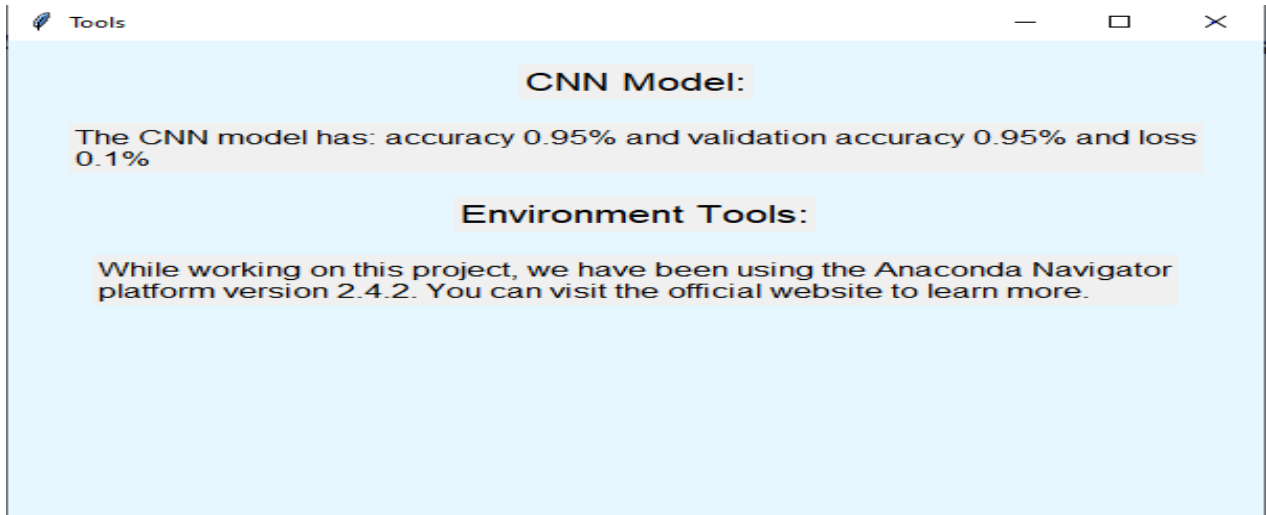 Tools
CNN Model:
The CNN model has: accuracy 0.95% and validation accuracy 0.95% and loss
0.1%
Environment Tools:
While working on this project, we have been using the Anaconda Navigator
platform version 2.4.2. You can visit the official website to learn more.